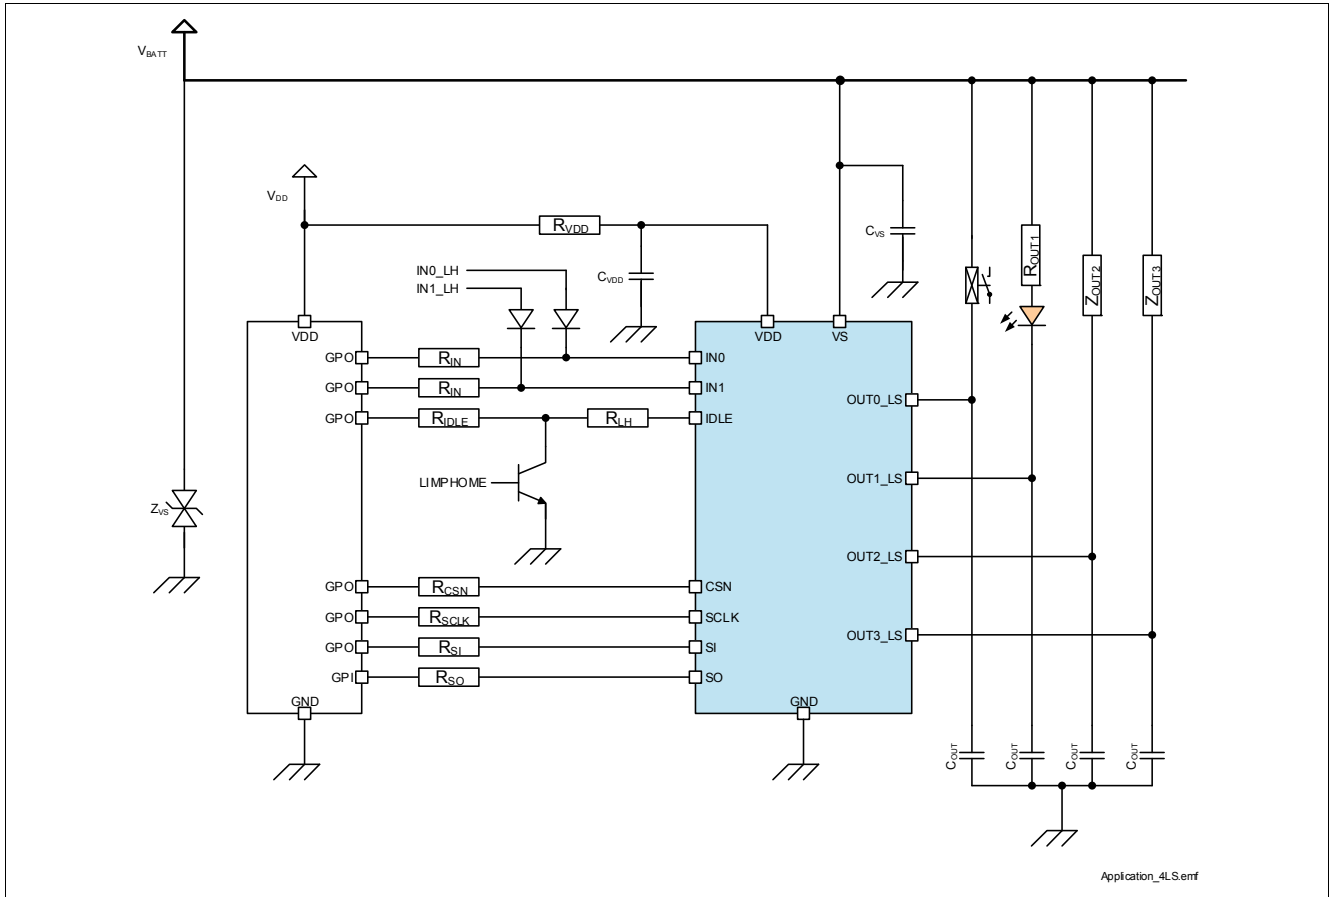 VBATT
VDD
RVDD
CVS
ROUT1
IN0_LH
CVDD
IN1_LH
ZOUT2
ZOUT3
VDD
VDD
VS
GPO
RIN
IN0
GPO
RIN
IN1
OUT0_LS
GPO
RIDLE
RLH
IDLE
LIMPHOME
OUT1_LS
ZVS
OUT2_LS
GPO
RCSN
CSN
GPO
RSCLK
SCLK
OUT3_LS
GPO
RSI
SI
GPI
RSO
SO
GND
GND
COUT
COUT
COUT
COUT
Application_4LS.emf